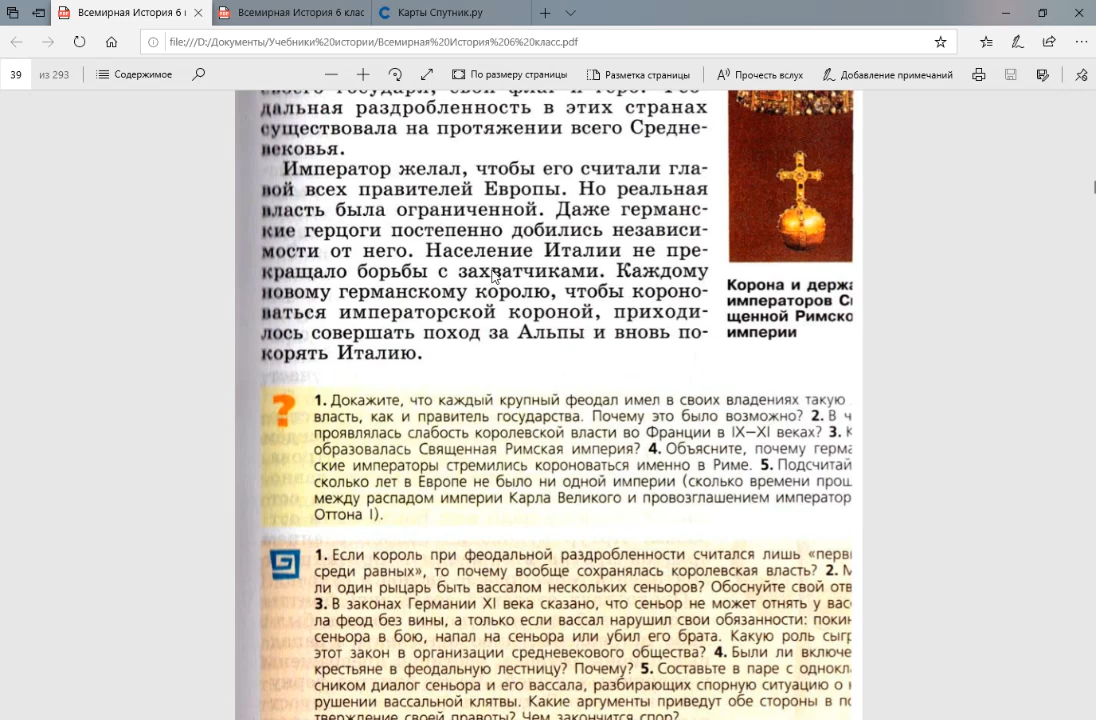 Всемирная История 6 к
Всемирная История 6 клас
Карты Спутник.ру
file:///D:/Документы/Учебники%20истории/Всемирная%20История%206%20класс.pdf
39 из 293 Содержимое По размеру страницы Разметка страницы Прочесть вслух Добавление примечаний
своего государя, свой флаг и герб. Фео-
дальная раздробленность в этих странах
существовала на протяжении всего Средне-
вековья.
Император желал, чтобы его считали гла-
вой всех правителей Европы. Но реальная
власть была ограниченной. Даже германс-
кие герцоги постепенно добились независи-
мости от него. Население Италии не пре-
кращало борьбы с захватчиками. Каждому
новому германскому королю, чтобы короно-
ваться императорской короной, приходи-
лось совершать поход за Альпы и вновь по-
корять Италию.
Корона и держа
императоров С
щенной Римско
империи
?
1. Докажите, что каждый крупный феодал имел в своих владениях такую
власть, как и правитель государства. Почему это было возможно? 2. В ч
проявлялась слабость королевской власти во Франции в IX—XI веках? 3. К
образовалась Священная Римская империя? 4. Объясните, почему герма
ские императоры стремились короноваться именно в Риме. 5. Подсчитай
сколько лет в Европе не было ни одной империи (сколько времени прош
между распадом империи Карла Великого и провозглашением император
Оттона I).
1. Если король при феодальной раздробленности считался лишь «перв
среди равных», то почему вообще сохранялась королевская власть? 2. М
ли один рыцарь быть вассалом нескольких сеньоров? Обоснуйте свой отв
3. В законах Германии XI века сказано, что сеньор не может отнять у вас
ла феод без вины, а только если вассал нарушил свои обязанности: покин
сеньора в бою, напал на сеньора или убил его брата. Какую роль сыгр
этот закон в организации средневекового общества? 4. Были ли включе
крестьяне в феодальную лестницу? Почему? 5. Составьте в паре с однокл
сником диалог сеньора и его вассала, разбирающих спорную ситуацию о н
рушении вассальной клятвы. Какие аргументы приведут обе стороны в по
тверждение своей правоты? Чем закончится спор?